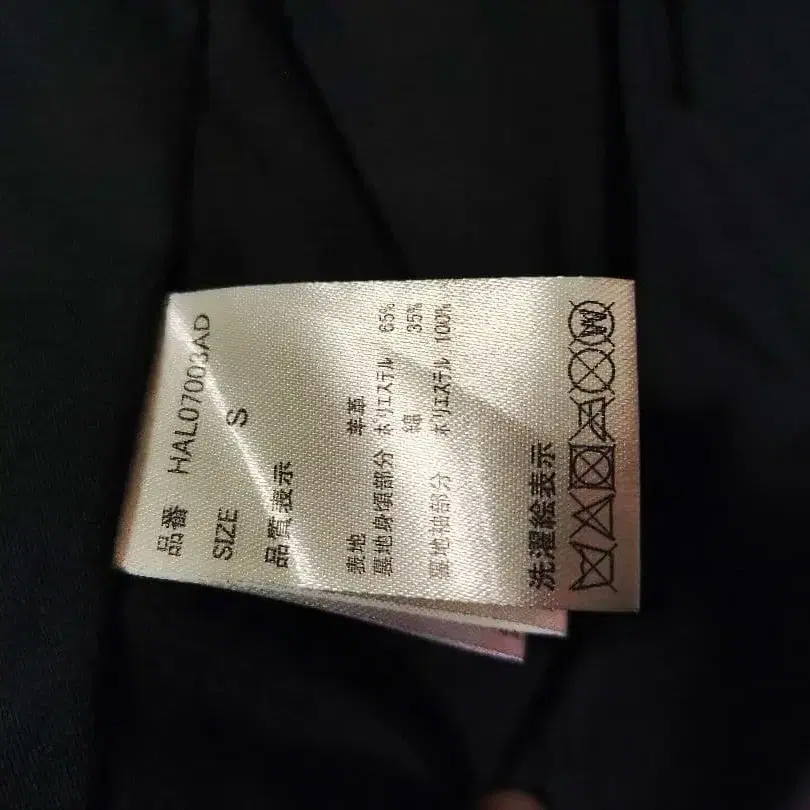 品番 HAL07003AD
SIZE S
品質表示
表地 羊革
裏地身頃部分 ポリエステル 65%
綿 35%
裏地袖部分 ポリエステル 100%
洗濯絵表示
W